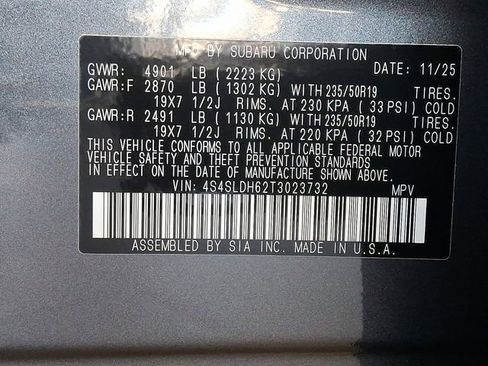 MFD BY SUBARU CORPORATION
GVWR: 4901 LB ( 2223 KG) DATE: 11/25
GAWR:F 2870 LB ( 1302 KG) WITH 235/50R19 TIRES.
19X7 1/2J RIMS. AT 230 KPA ( 33 PSI) COLD
GAWR:R 2491 LB ( 1130 KG) WITH 235/50R19 TIRES.
19X7 1/2J RIMS. AT 220 KPA ( 32 PSI) COLD
THIS VEHICLE CONFORMS TO ALL APPLICABLE FEDERAL MOTOR
VEHICLE SAFETY AND THEFT PREVENTION STANDARDS
IN EFFECT ON THE DATE OF MANUFACTURE SHOWN ABOVE.
VIN: 4S4SLDH62T3023732 MPV
ASSEMBLED BY SIA INC. MADE IN U.S.A.